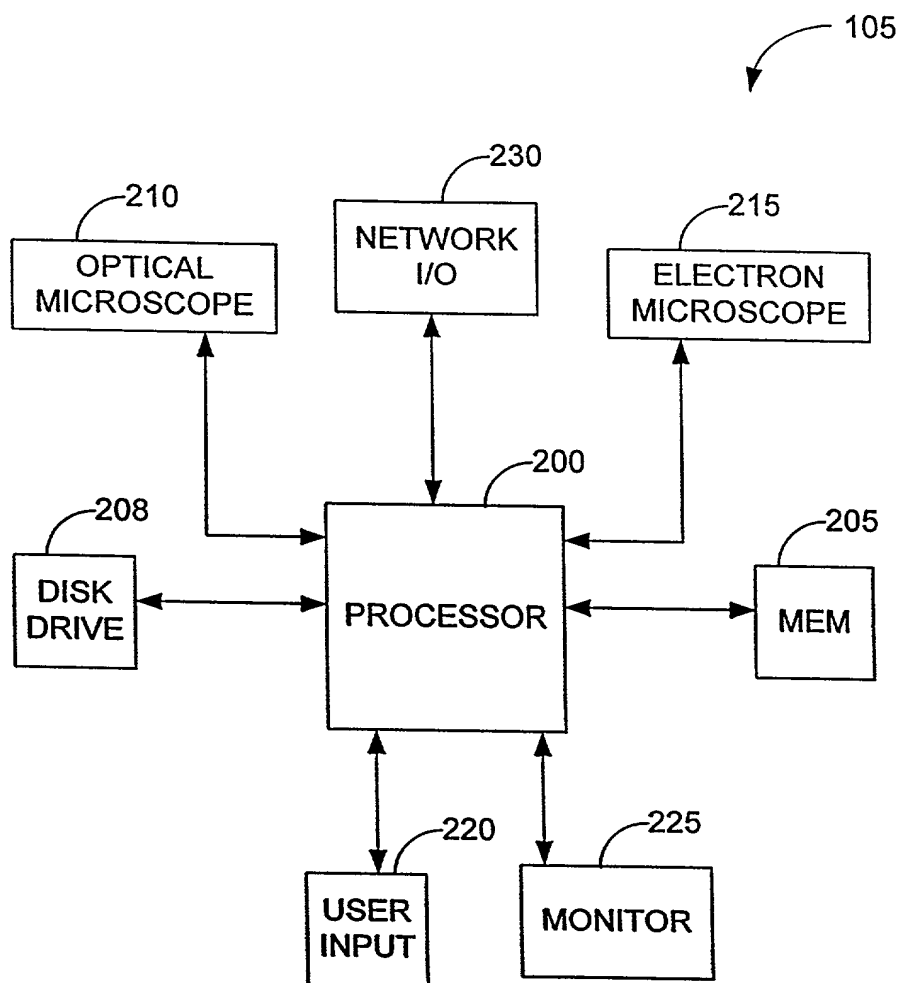 105
230
210
215
NETWORK
I/O
OPTICAL
MICROSCOPE
ELECTRON
MICROSCOPE
200
208
205
DISK
DRIVE
PROCESSOR
MEM
220
225
USER
INPUT
MONITOR